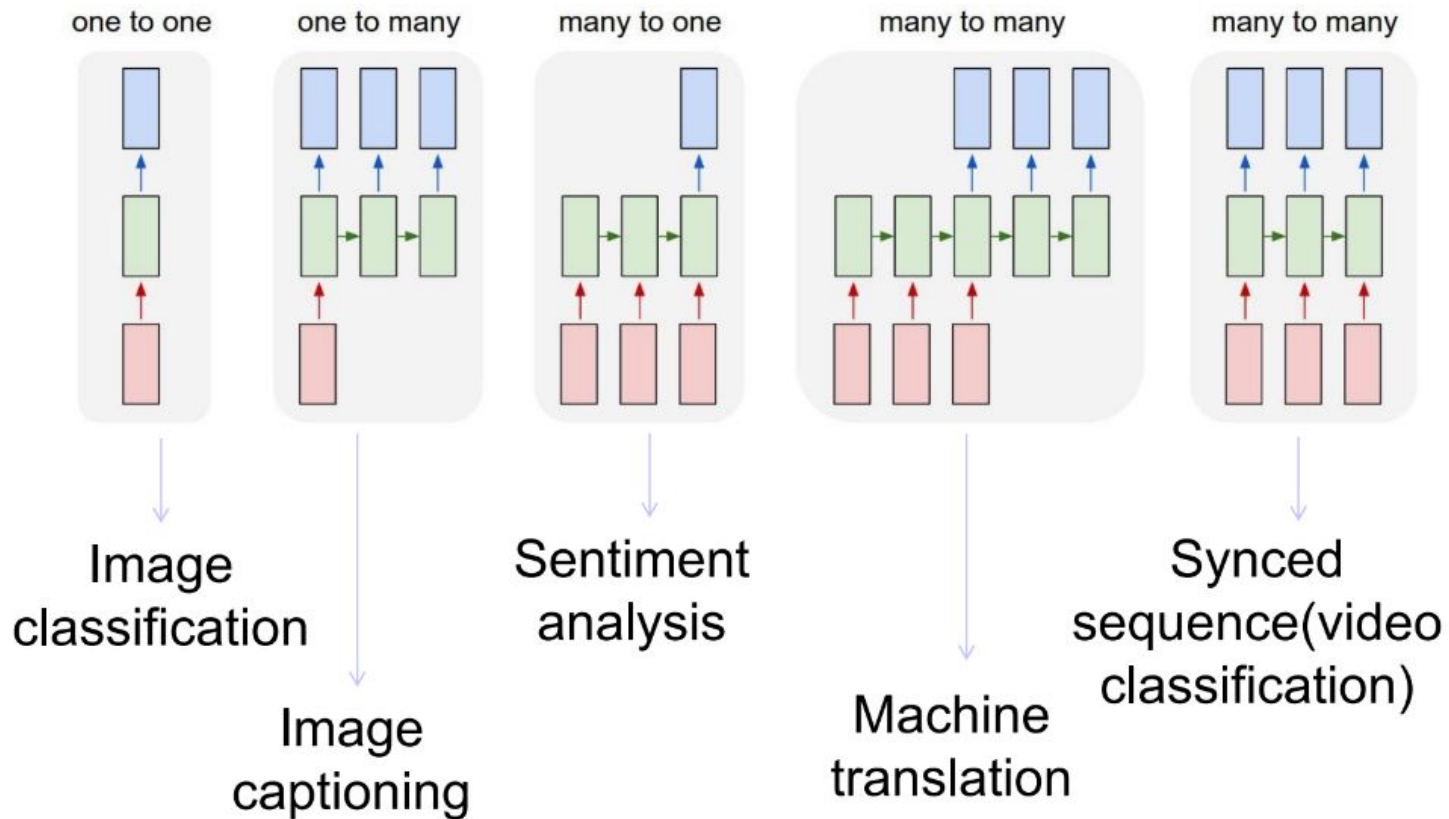 one to one
one to many
many to one
many to many
many to many
Image
classification
Image
captioning
Sentiment
analysis
Machine
translation
Synced
sequence(video
classification)